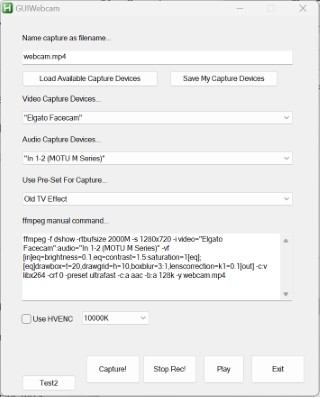 GUIWebcam
Name capture as filename...
webcam.mp4
Load Available Capture Devices
Save My Capture Devices
Video Capture Devices...
"Elgato Facecam"
Audio Capture Devices...
"In 1-2 (MOTU M Series)"
Use Pre-Set For Capture...
Old TV Effect
ffmpeg manual command...
ffmpeg -f dshow -rtbufsize 2000M -s 1280x720 -i video="Elgato
Facecam":audio="In 1-2 (MOTU M Series)" -vf
[in]eq=brightness=0.1,eq=contrast=1.5:saturation=1[eq];
[eq]drawbox=t=20,drawgrid=h=10,boxblur=3:1,lenscorrection=k1=0.1[out] -c:v
libx264 -crf 0 -preset ultrafast -c:a aac -b:a 128k -y webcam.mp4
Use HVENC
10000K
Capture!
Stop Rec!
Play
Exit
Test2